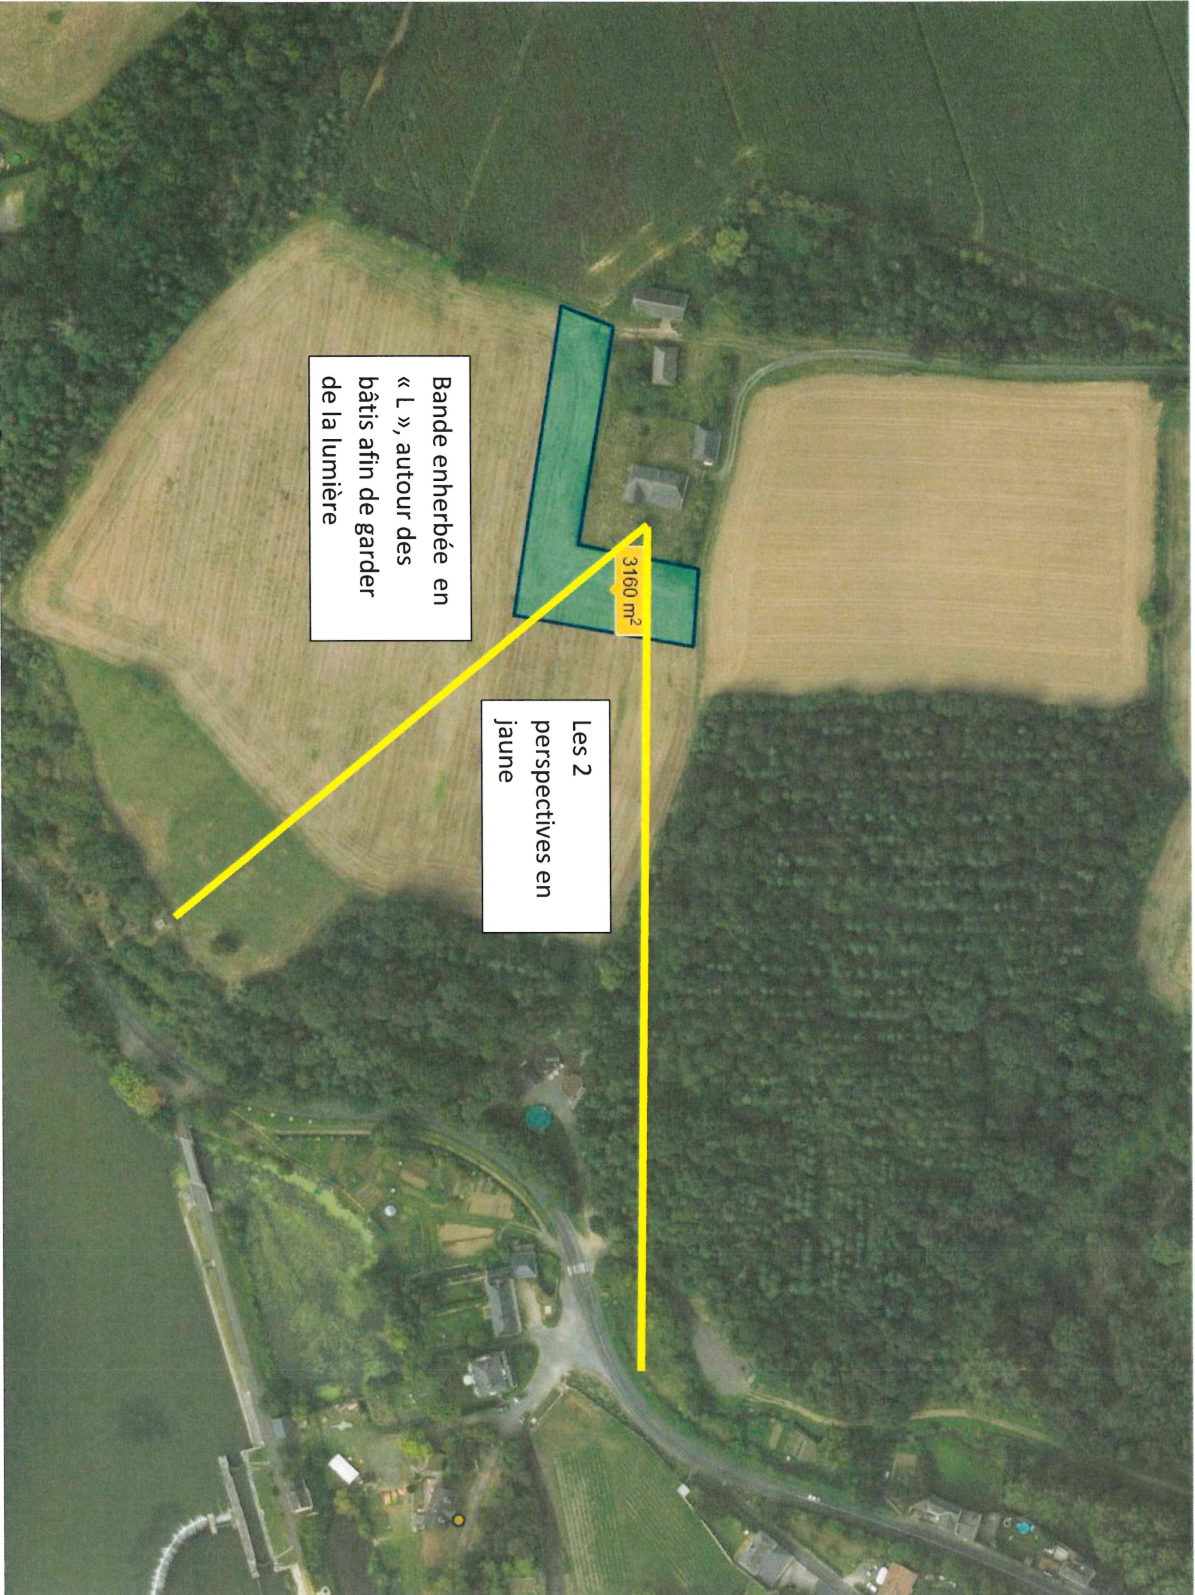 Bande enherbée en
« L », autour des
bâtis afin de garder
de la lumière
3160 m²
Les 2
perspectives en
jaune